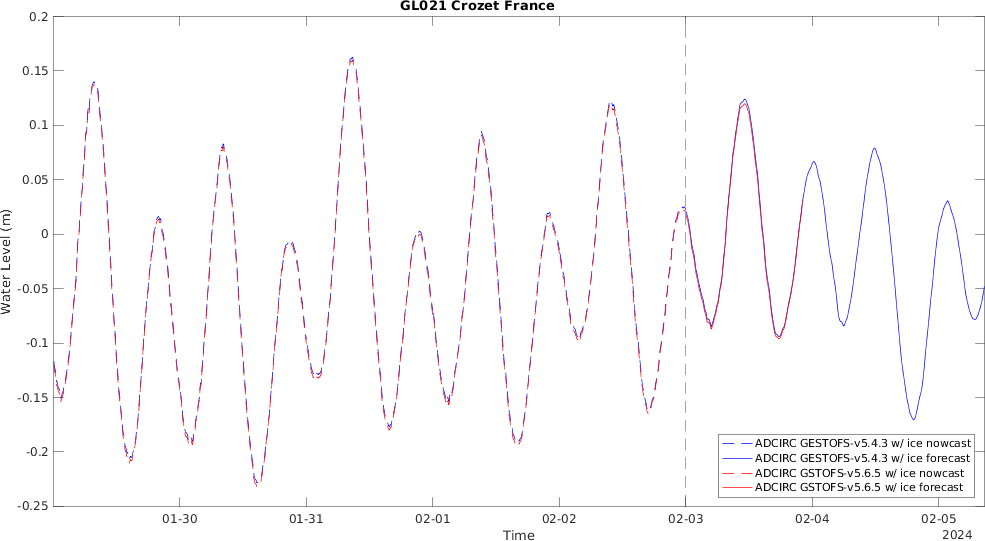 GL021 Crozet France
0.2
0.15
0.1
0.05
0
-0.05
-0.1
-0.15
-0.2
-0.25
Water Level (m)
01-30 01-31 02-01 02-02 02-03 02-04 02-05
Time
2024
ADCIRC GESTOFS-v5.4.3 w/ ice nowcast
ADCIRC GESTOFS-v5.4.3 w/ ice forecast
ADCIRC GSTOFS-v5.6.5 w/ ice nowcast
ADCIRC GSTOFS-v5.6.5 w/ ice forecast